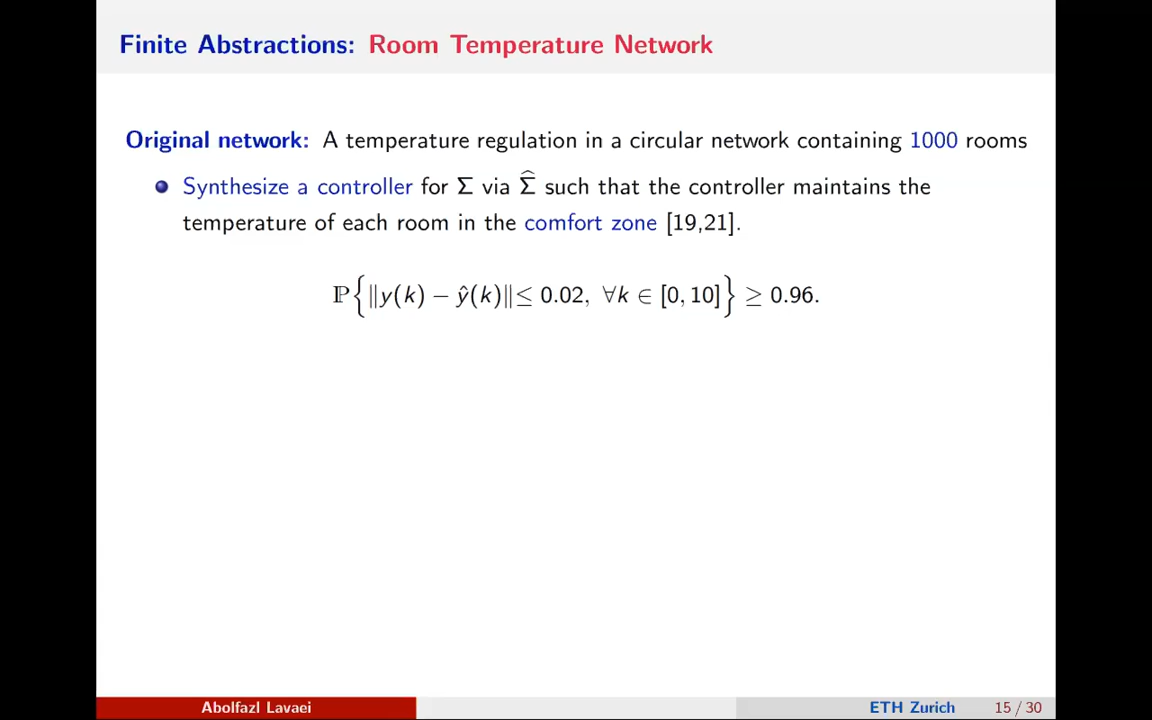 Finite Abstractions: Room Temperature Network
Original network: A temperature regulation in a circular network containing 1000 rooms
Synthesize a controller for Σ via Σ̂ such that the controller maintains the
temperature of each room in the comfort zone [19,21].
ℙ{‖y(k) − ŷ(k)‖ ≤ 0.02, ∀k ∈ [0, 10]} ≥ 0.96.
Abolfazl Lavaei ETH Zurich 15 / 30